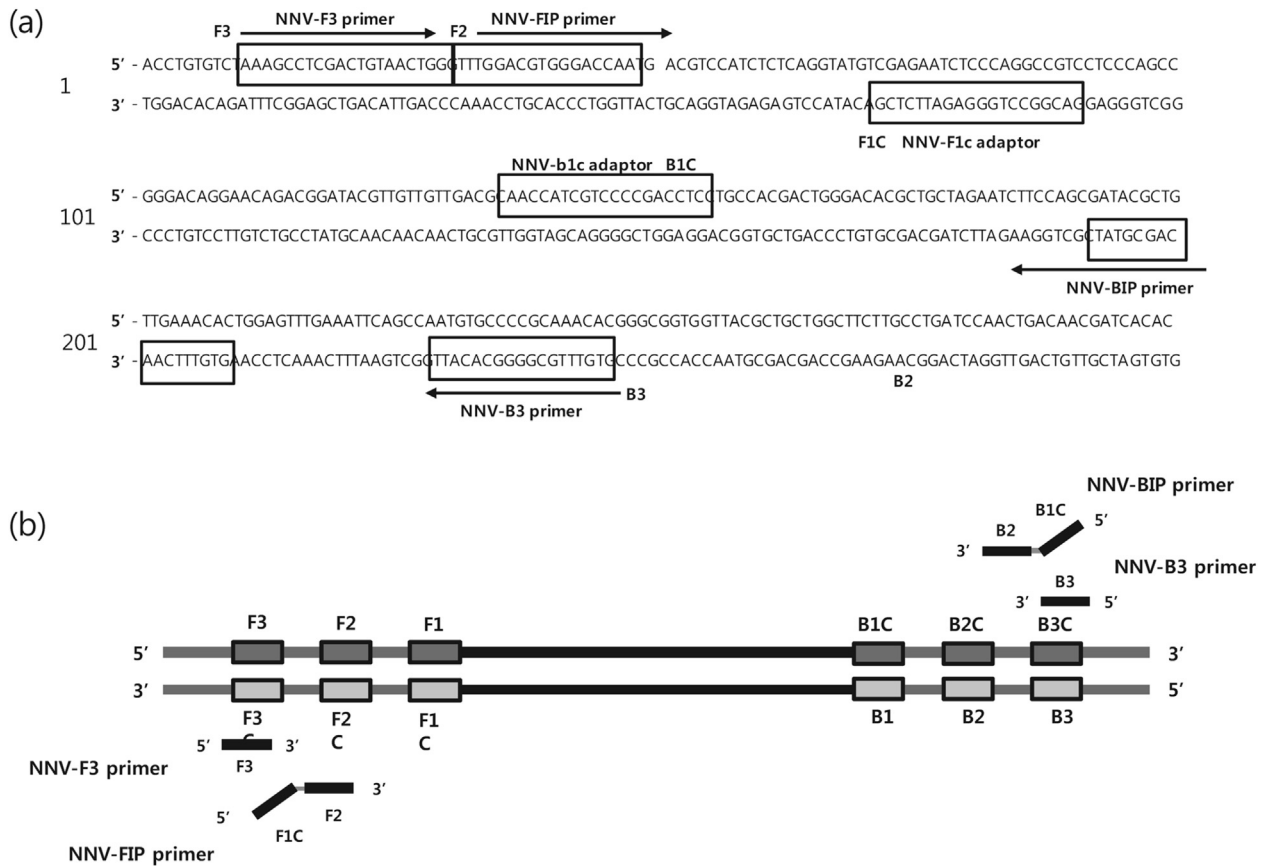 (a)
NNV-F3 primer
NNV-FIP primer
F3
F2
5′ - ACCTGTGTCTAAAGCCTCGACTGTAACTGGGTTTGGACGTGGGACCAATG ACGTCCATCTCTCAGGTATGTCGAGAATCTCCCAGGCCGTCCTCCCAGCC
1
3′ - TGGACACAGATTTCGGAGCTGACATTGACCCAAACCTGCACCCTGGTTACTGCAGGTAGAGAGTCCATACAGCTCTTAGAGGGTCCGGCAGGAGGGTCGG
F1C NNV-F1c adaptor
NNV-b1c adaptor B1C
5′ - GGGACAGGAACAGACGGATACGTTGTTGTTGACGCAACCATCGTCCCCGACCTCCTGCCACGACTGGGACACGCTGCTAGAATCTTCCAGCGATACGCTG
101
3′ - CCCTGTCCTTGTCTGCCTATGCAACAACAACTGCGTTGGTAGCAGGGGCTGGAGGACGGTGCTGACCCTGTGCGACGATCTTAGAAGGTCGCTATGCGAC
NNV-BIP primer
5′ - TTGAAACACTGGAGTTTGAAATTCAGCCAATGTGCCCCGCAAACACGGGCGGTGGTTACGCTGCTGGCTTCTTGCCTGATCCAACTGACAACGATCACAC
201
3′ - AACTTTGTGAACCTCAAACTTTAAGTCGGTTACACGGGGCGTTTGTGCCCGCCACCAATGCGACGACCGAAGAACGGACTAGGTTGACTGTTGCTAGTGTG
B2
B3
NNV-B3 primer
(b)
NNV-BIP primer
B1C
5′
B2
3′
NNV-B3 primer
B3
3′
5′
F3
F2
F1
B1C
B2C
B3C
5′
3′
3′
5′
F3
C
F2
C
F1
C
B1
B2
B3
5′
3′
F3
NNV-F3 primer
3′
5′
F2
F1C
NNV-FIP primer